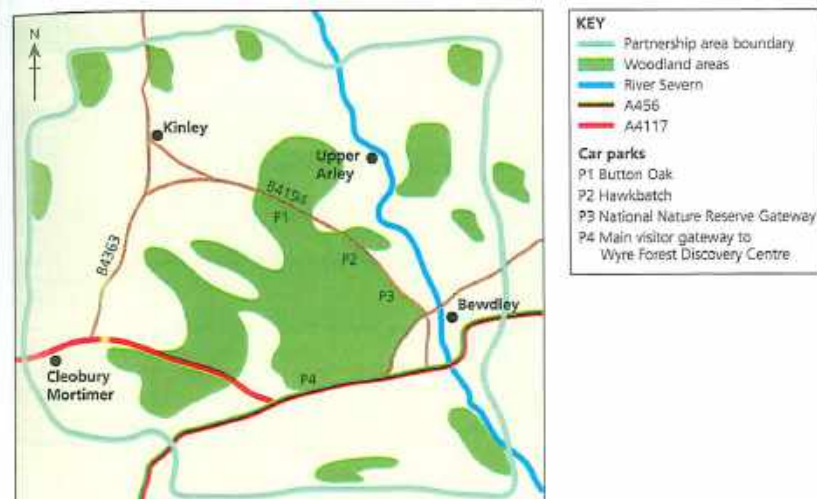 N
Kinley
Upper
Arley
B4194
P1
B4363
P2
P3
Bewdley
P4
Cleobury
Mortimer
KEY
Partnership area boundary
Woodland areas
River Severn
A456
A4117
Car parks
P1 Button Oak
P2 Hawkbatch
P3 National Nature Reserve Gateway
P4 Main visitor gateway to
Wyre Forest Discovery Centre